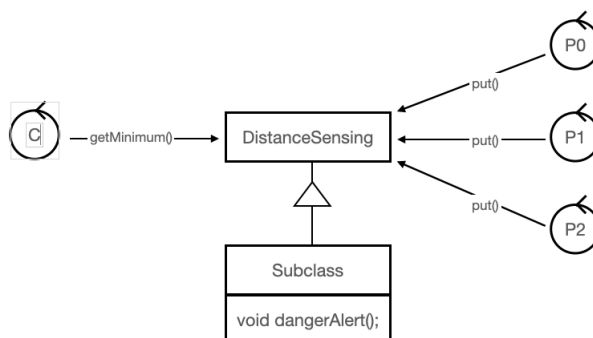 P0
put()
C
getMinimum()
DistanceSensing
put()
P1
put()
P2
Subclass
void dangerAlert();